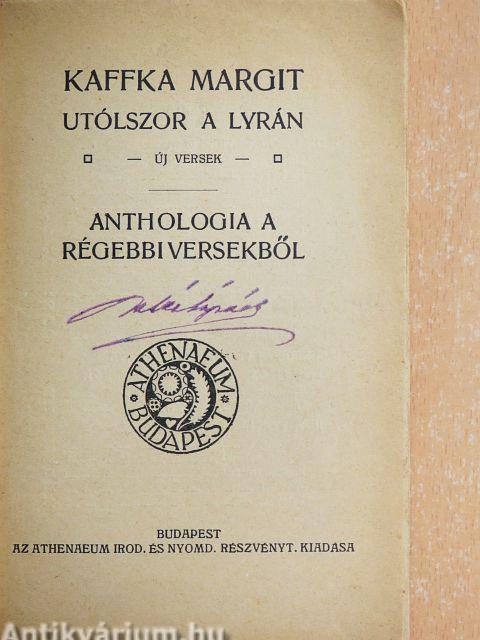 KAFFKA MARGIT
UTÓLSZOR A LYRÁN
— ÚJ VERSEK —
ANTHOLOGIA A
RÉGEBBI VERSEKBŐL
ATHENAEUM
BUDAPEST
BUDAPEST
AZ ATHENAEUM IROD. ÉS NYOMD. RÉSZVÉNYT. KIADASA
Antikvárium.hu